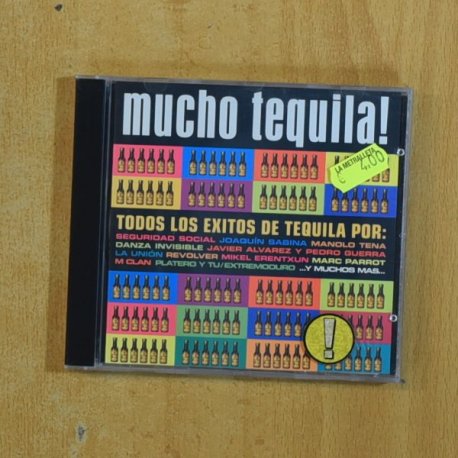 mucho tequila!
LA METRALLETA
€ 4,00
TODOS LOS EXITOS DE TEQUILA POR:
SEGURIDAD SOCIAL JOAQUÍN SABINA MANOLO TENA
DANZA INVISIBLE JAVIER ALVAREZ Y PEDRO GUERRA
LA UNIÓN REVOLVER MIKEL ERENTXUN MARC PARROT
M CLAN PLATERO Y TU/EXTREMODURO ...Y MUCHOS MAS...
!